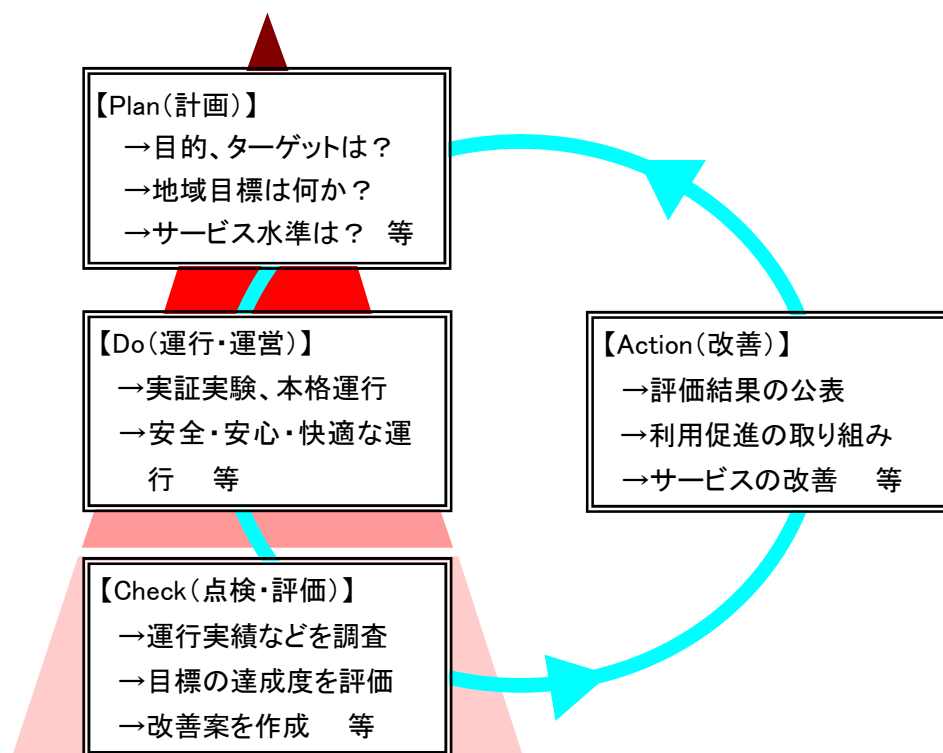 【Plan(計画)】
→目的、ターゲットは？
→地域目標は何か？
→サービス水準は？　等
【Do(運行・運営)】
→実証実験、本格運行
→安全・安心・快適な運
行　等
【Check(点検・評価)】
→運行実績などを調査
→目標の達成度を評価
→改善案を作成　等
【Action(改善)】
→評価結果の公表
→利用促進の取り組み
→サービスの改善　等